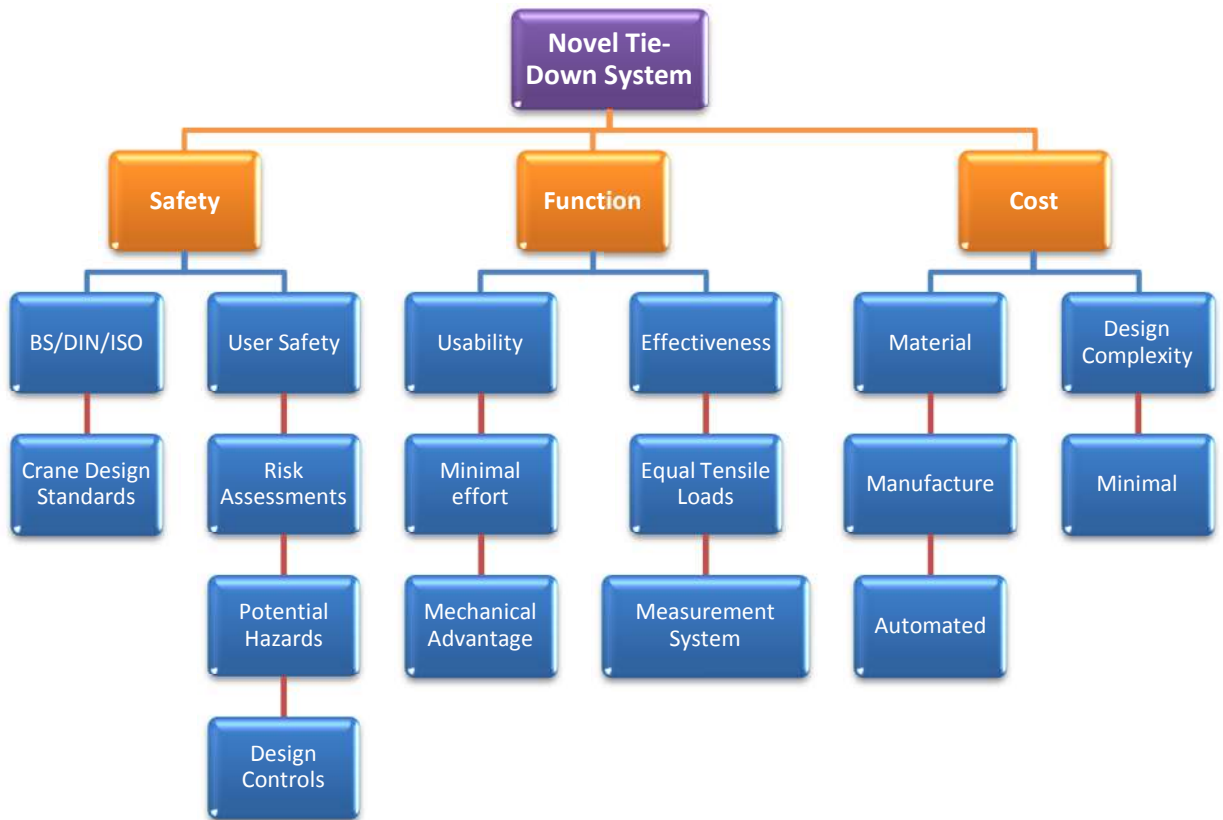 Novel Tie-
Down System
Safety
Function
Cost
BS/DIN/ISO
User Safety
Usability
Effectiveness
Material
Design
Complexity
Crane Design
Standards
Risk
Assessments
Minimal
effort
Equal Tensile
Loads
Manufacture
Minimal
Potential
Hazards
Mechanical
Advantage
Measurement
System
Automated
Design
Controls